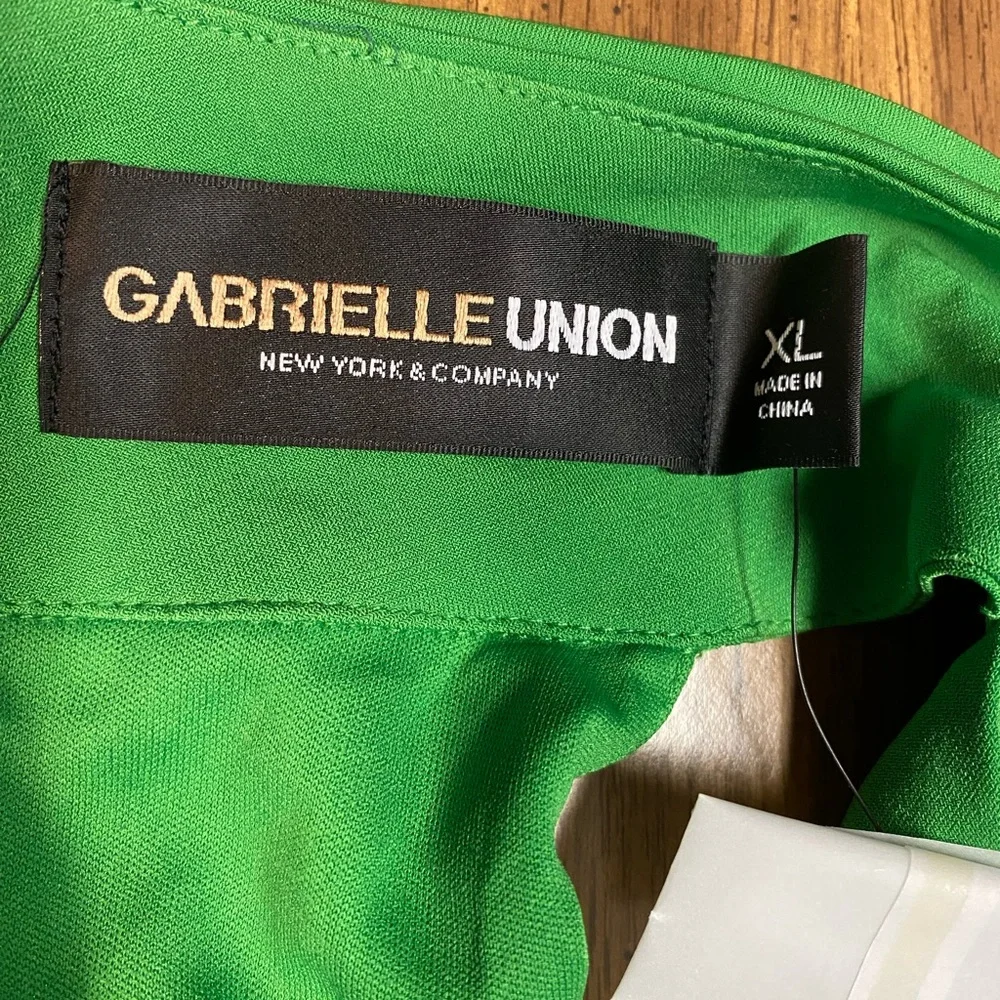 GABRIELLE UNION
NEW YORK & COMPANY
XL
MADE IN
CHINA